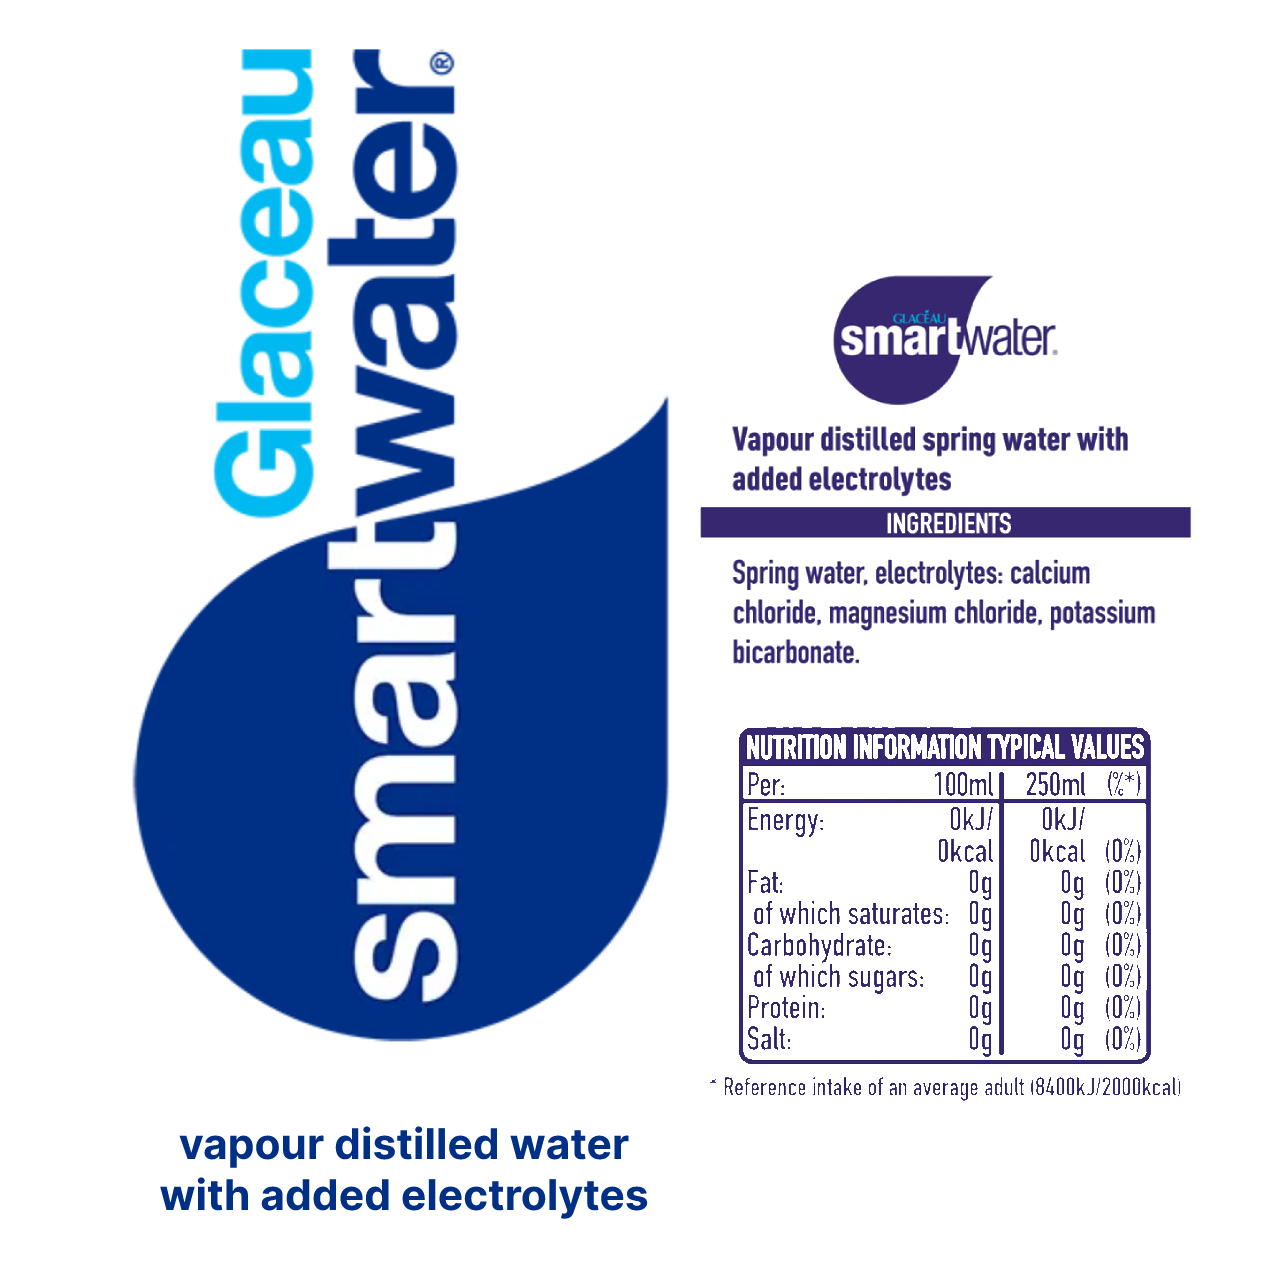 Glaceau
smartwater®
vapour distilled water
with added electrolytes
GLACÉAU
smartwater.
Vapour distilled spring water with
added electrolytes
INGREDIENTS
Spring water, electrolytes: calcium
chloride, magnesium chloride, potassium
bicarbonate.
NUTRITION INFORMATION TYPICAL VALUES
Per: 100ml 250ml (%*)
Energy: 0kJ/ 0kJ/
0kcal 0kcal (0%)
Fat: 0g 0g (0%)
of which saturates: 0g 0g (0%)
Carbohydrate: 0g 0g (0%)
of which sugars: 0g 0g (0%)
Protein: 0g 0g (0%)
Salt: 0g 0g (0%)
* Reference intake of an average adult (8400kJ/2000kcal)